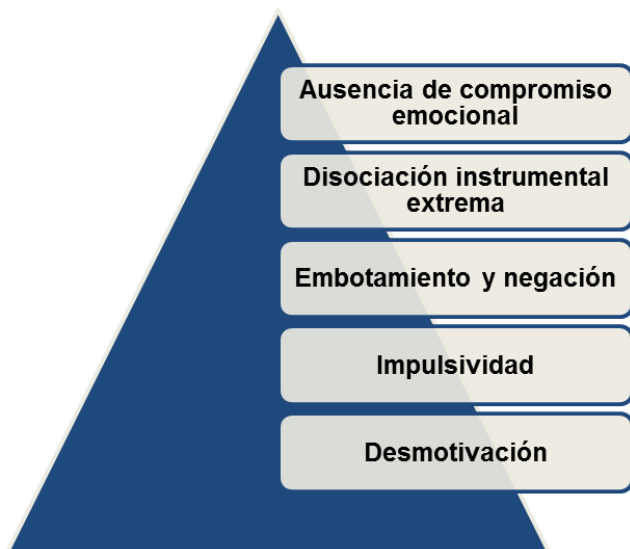 Ausencia de compromiso
emocional
Disociación instrumental
extrema
Embotamiento y negación
Impulsividad
Desmotivación